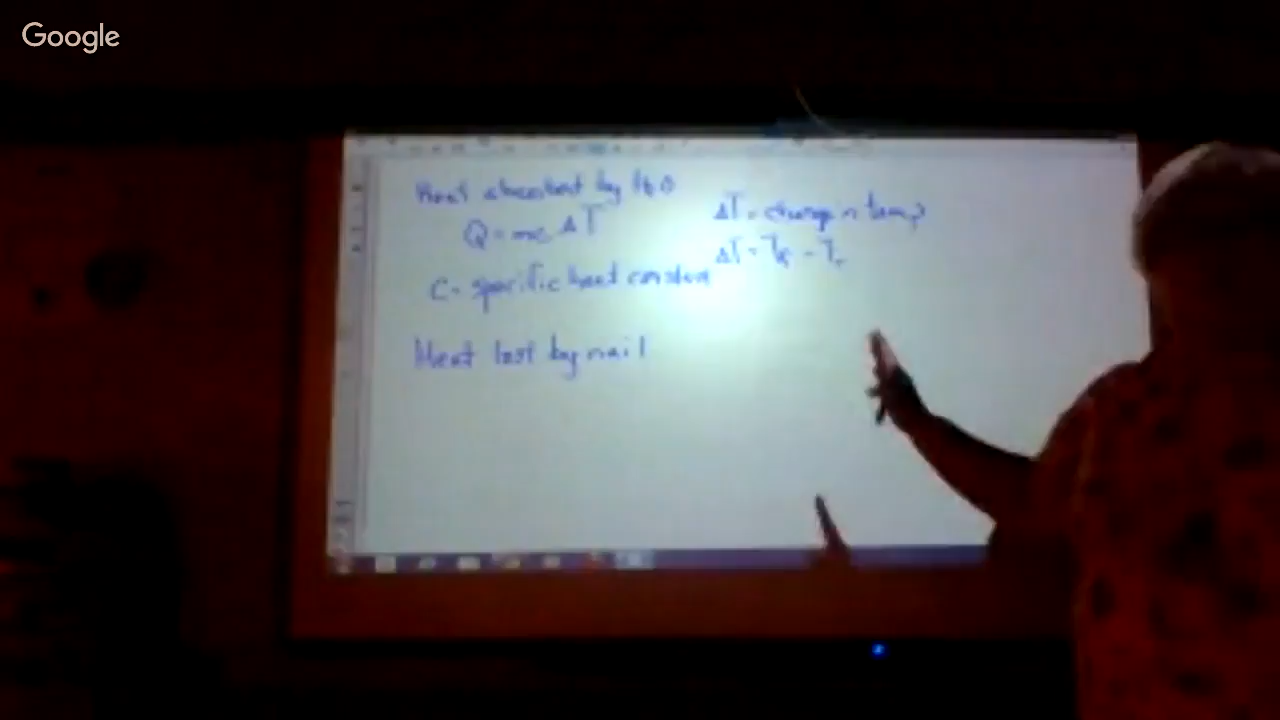 Google
Heat absorbed by H₂O
Q = mc ΔT
C = specific heat constant
ΔT = change in temp
ΔT = Tf - Ti
Heat lost by nail